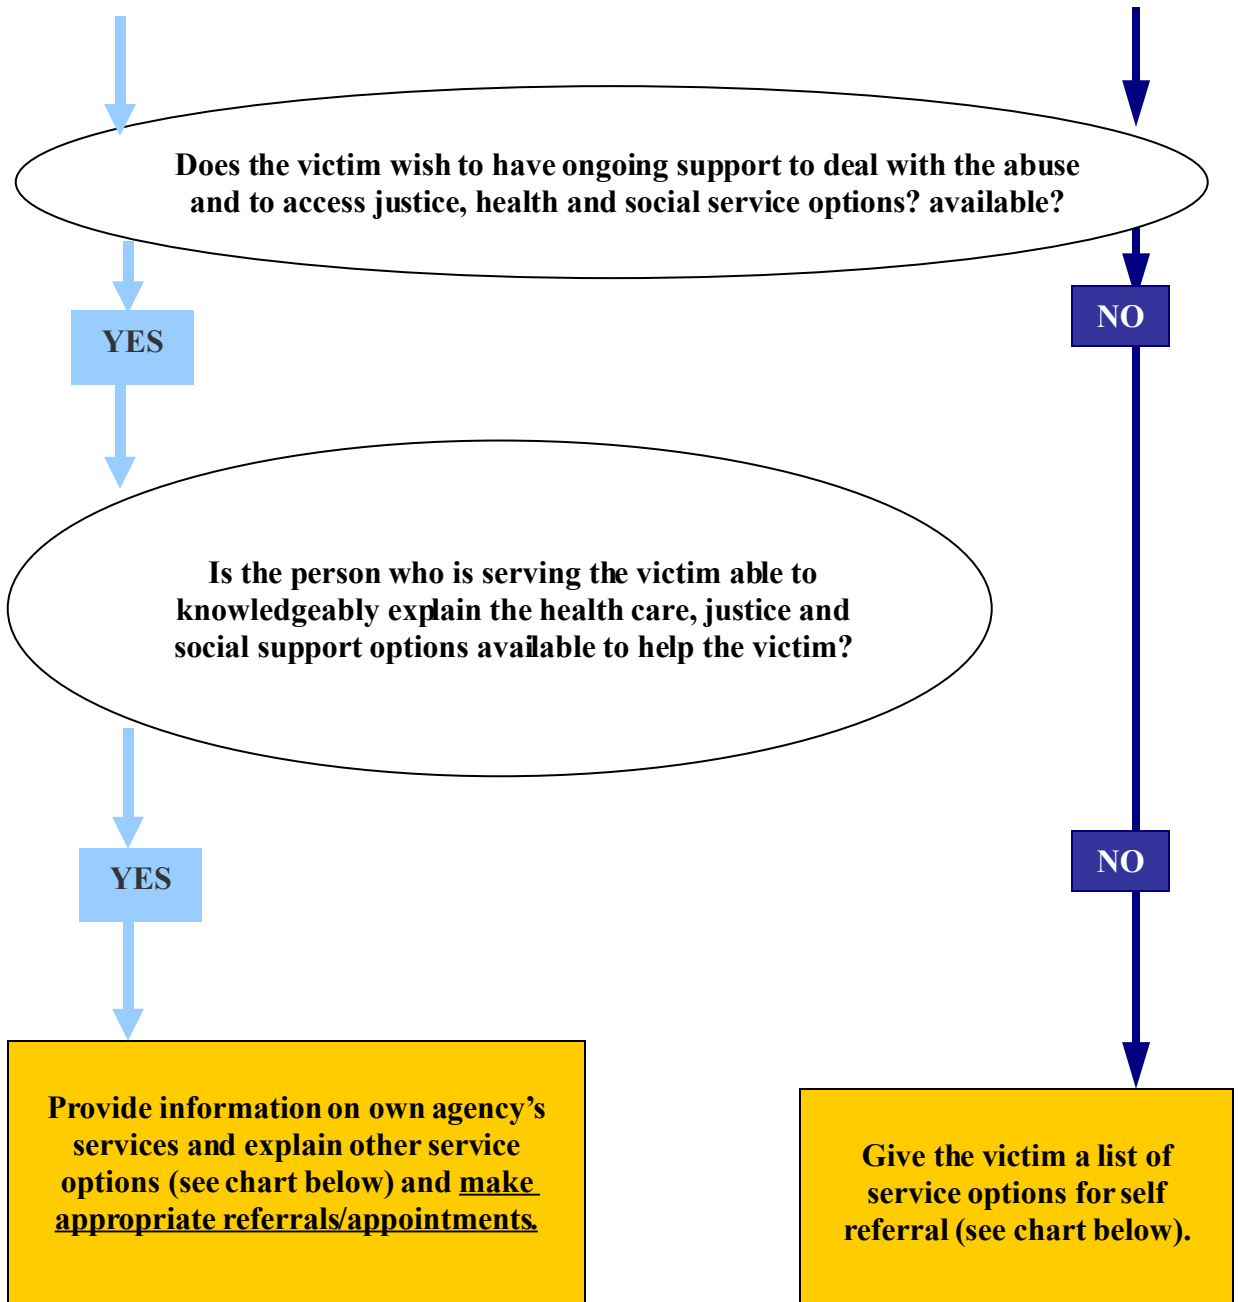 Does the victim wish to have ongoing support to deal with the abuse
and to access justice, health and social service options? available?
YES
NO
Is the person who is serving the victim able to
knowledgeably explain the health care, justice and
social support options available to help the victim?
YES
NO
Provide information on own agency’s
services and explain other service
options (see chart below) and make
appropriate referrals/appointments.
Give the victim a list of
service options for self
referral (see chart below).